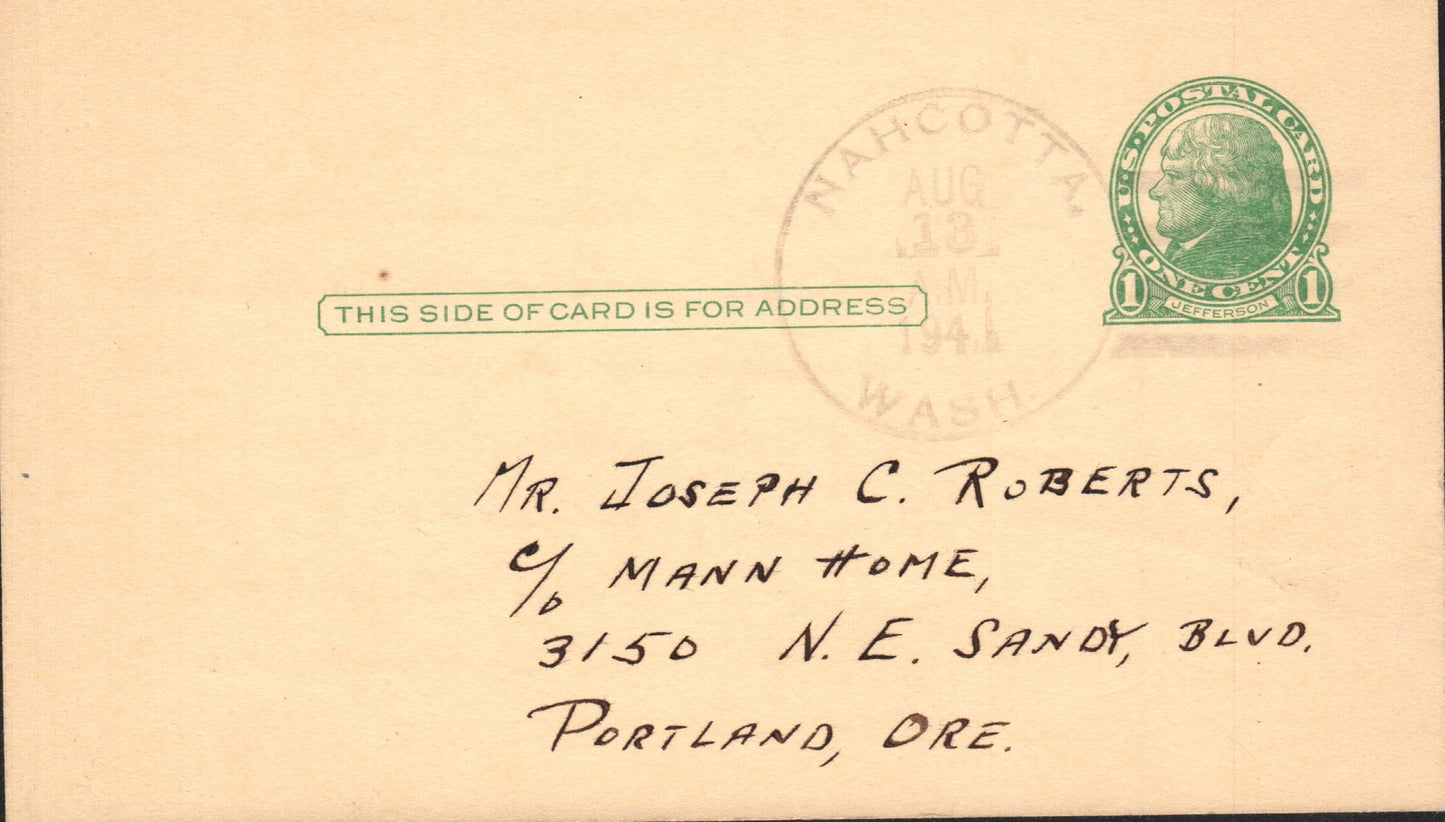 U.S. POSTAL CARD
NAHCOTTA,
AUG
13
A.M.
1941
WASH.
ONE CENT
1 JEFFERSON 1
THIS SIDE OF CARD IS FOR ADDRESS
MR. JOSEPH C. ROBERTS,
c/o MANN HOME,
3150 N. E. SANDY, BLVD.
PORTLAND, ORE.